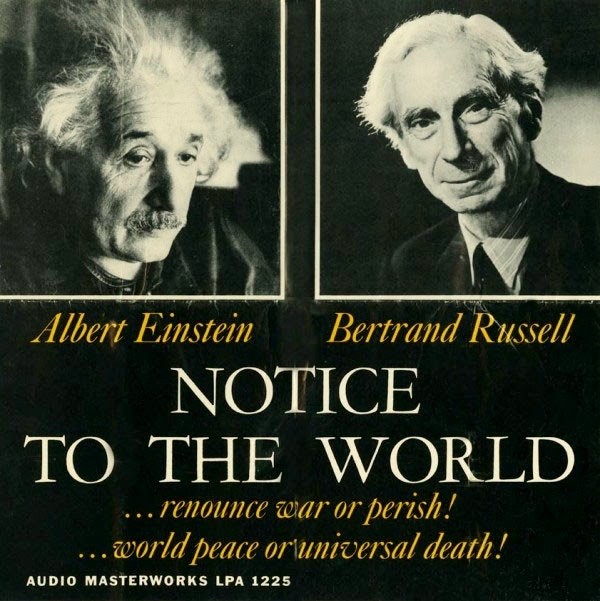 Albert Einstein
Bertrand Russell
NOTICE
TO THE WORLD
...renounce war or perish!
...world peace or universal death!
AUDIO MASTERWORKS LPA 1225